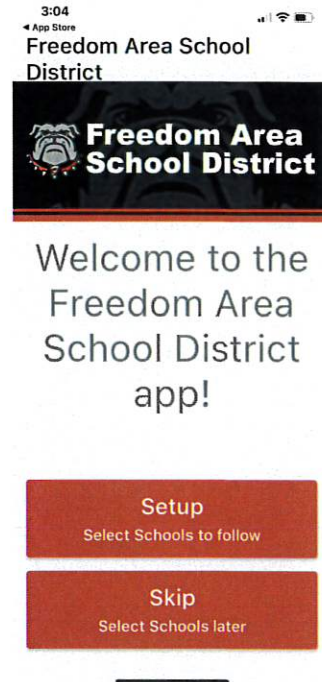 3:04
◀ App Store
Freedom Area School
District
Freedom Area
School District
Welcome to the
Freedom Area
School District
app!
Setup
Select Schools to follow
Skip
Select Schools later